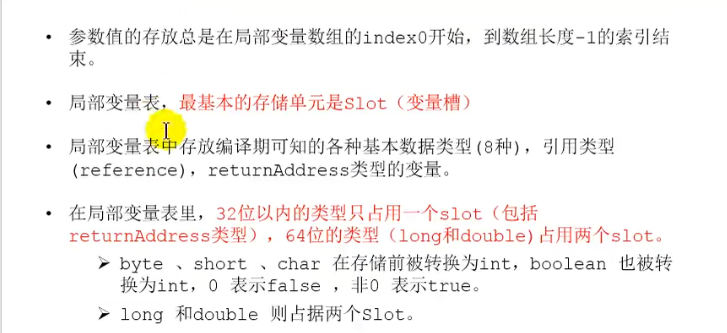 • 参数值的存放总是在局部变量数组的index0开始，到数组长度-1的索引结
束。
• 局部变量表，最基本的存储单元是Slot（变量槽）
• 局部变量表中存放编译期可知的各种基本数据类型(8种)，引用类型
(reference)，returnAddress类型的变量。
• 在局部变量表里，32位以内的类型只占用一个slot（包括
returnAddress类型），64位的类型（long和double)占用两个slot。
➢ byte 、short 、char 在存储前被转换为int，boolean 也被转
换为int，0 表示false ，非0 表示true。
➢ long 和double 则占据两个Slot。